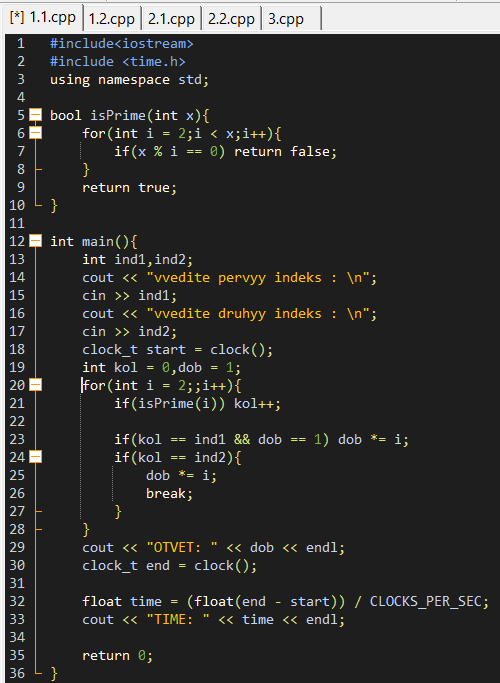 [*] 1.1.cpp 1.2.cpp 2.1.cpp 2.2.cpp 3.cpp
1 #include<iostream>
2 #include <time.h>
3 using namespace std;
4
5 bool isPrime(int x){
6 for(int i = 2;i < x;i++){
7 if(x % i == 0) return false;
8 }
9 return true;
10 }
11
12 int main(){
13 int ind1,ind2;
14 cout << "vvedite pervyy indeks : \n";
15 cin >> ind1;
16 cout << "vvedite druhyy indeks : \n";
17 cin >> ind2;
18 clock_t start = clock();
19 int kol = 0,dob = 1;
20 for(int i = 2;;i++){
21 if(isPrime(i)) kol++;
22
23 if(kol == ind1 && dob == 1) dob *= i;
24 if(kol == ind2){
25 dob *= i;
26 break;
27 }
28 }
29 cout << "OTVET: " << dob << endl;
30 clock_t end = clock();
31
32 float time = (float(end - start)) / CLOCKS_PER_SEC;
33 cout << "TIME: " << time << endl;
34
35 return 0;
36 }